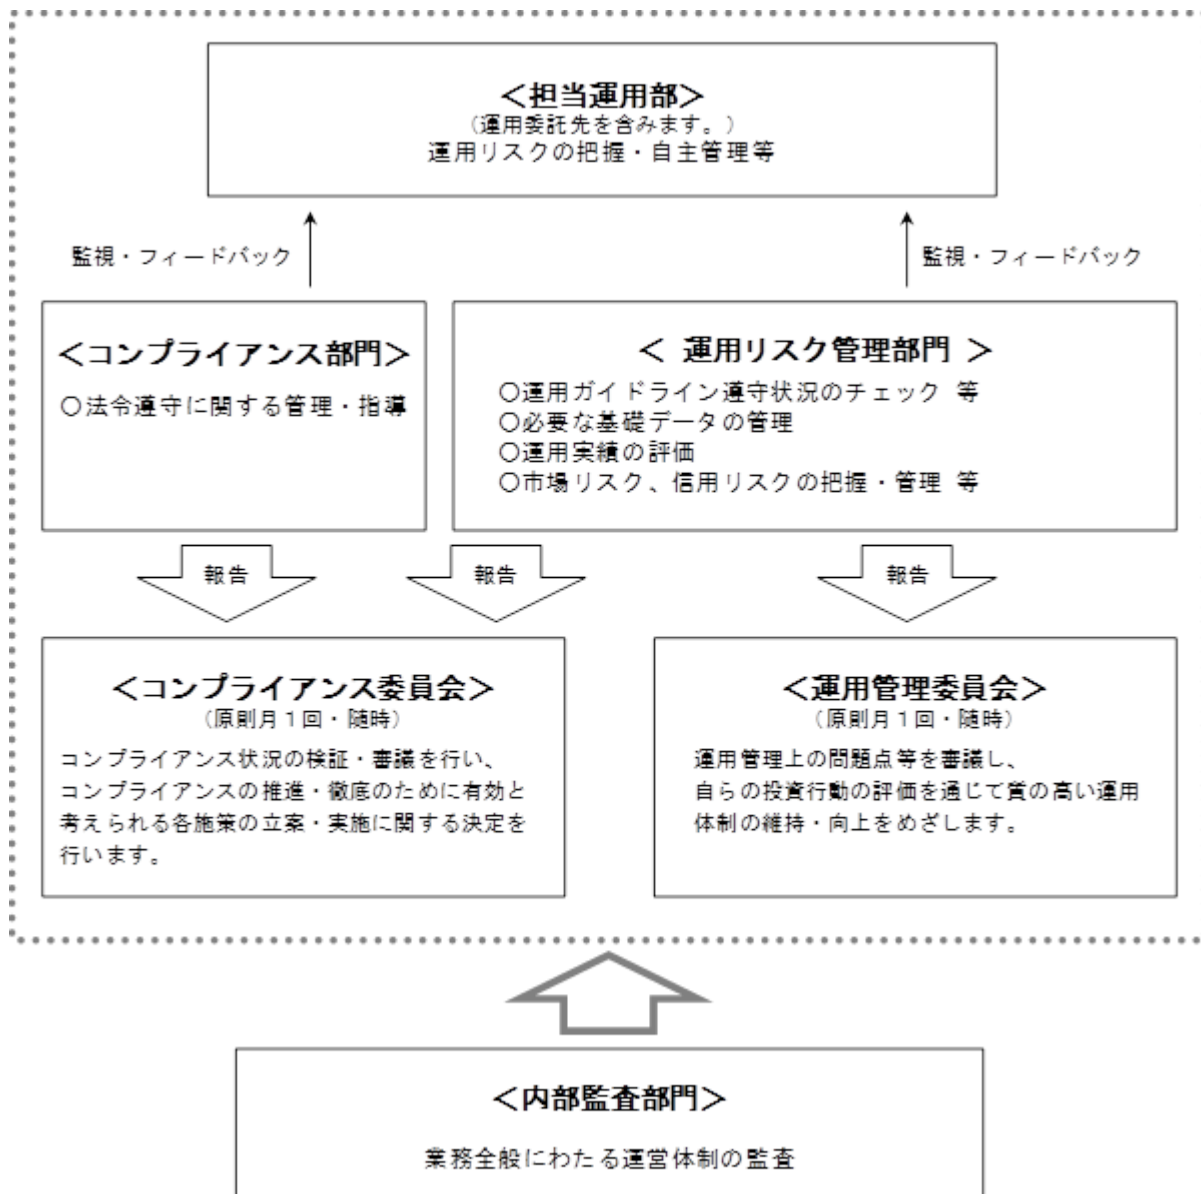 ＜担当運用部＞
（運用委託先を含みます。）
運用リスクの把握・自主管理等
監視・フィードバック
監視・フィードバック
＜コンプライアンス部門＞
○法令遵守に関する管理・指導
＜ 運用リスク管理部門 ＞
○運用ガイドライン遵守状況のチェック 等
○必要な基礎データの管理
○運用実績の評価
○市場リスク、信用リスクの把握・管理 等
報告
報告
報告
＜コンプライアンス委員会＞
（原則月１回・随時）
コンプライアンス状況の検証・審議を行い、
コンプライアンスの推進・徹底のために有効と
考えられる各施策の立案・実施に関する決定を
行います。
＜運用管理委員会＞
（原則月１回・随時）
運用管理上の問題点等を審議し、
自らの投資行動の評価を通じて質の高い運用
体制の維持・向上をめざします。
＜内部監査部門＞
業務全般にわたる運営体制の監査